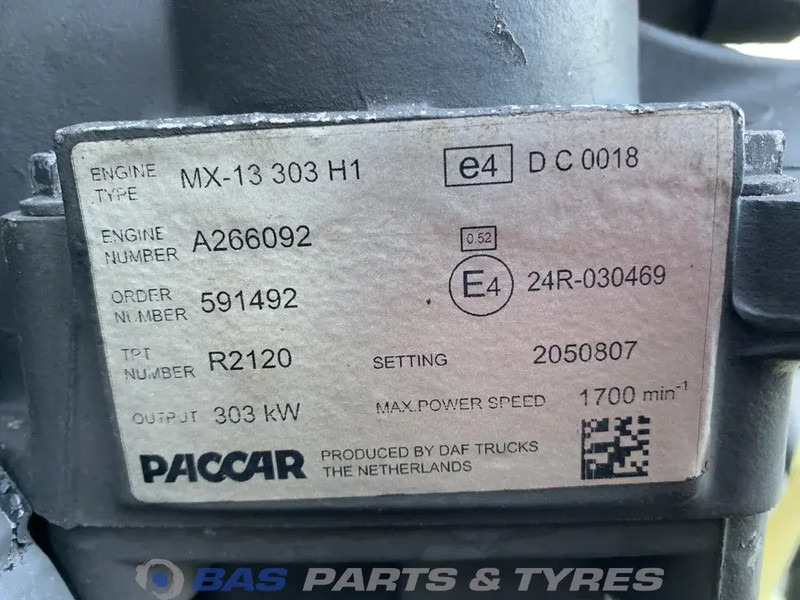 ENGINE TYPE MX-13 303 H1 e4 D C 0018
ENGINE NUMBER A266092 0.52
ORDER NUMBER 591492 E4 24R-030469
TPT NUMBER R2120 SETTING 2050807
OUTPUT 303 kW MAX.POWER SPEED 1700 min-1
PACCAR PRODUCED BY DAF TRUCKS
THE NETHERLANDS
BAS PARTS & TYRES